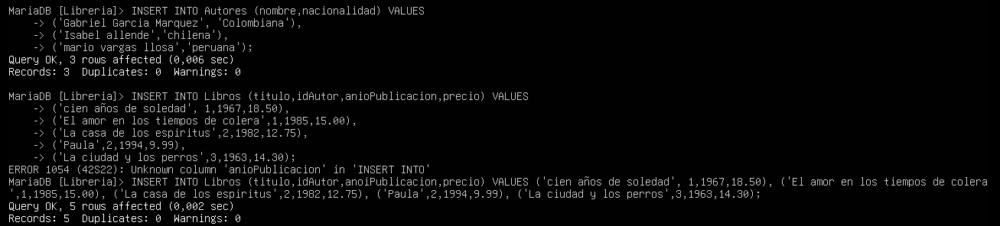 MariaDB [Libreria]> INSERT INTO Autores (nombre,nacionalidad) VALUES
    -> ('Gabriel Garcia Marquez', 'Colombiana'),
    -> ('Isabel allende','chilena'),
    -> ('mario vargas llosa','peruana');
Query OK, 3 rows affected (0,006 sec)
Records: 3  Duplicates: 0  Warnings: 0

MariaDB [Libreria]> INSERT INTO Libros (titulo,idAutor,anioPublicacion,precio) VALUES
    -> ('cien años de soledad', 1,1967,18.50),
    -> ('El amor en los tiempos de colera',1,1985,15.00),
    -> ('La casa de los espiritus',2,1982,12.75),
    -> ('Paula',2,1994,9.99),
    -> ('La ciudad y los perros',3,1963,14.30);
ERROR 1054 (42S22): Unknown column 'anioPublicacion' in 'INSERT INTO'
MariaDB [Libreria]> INSERT INTO Libros (titulo,idAutor,anoiPublicacion,precio) VALUES ('cien años de soledad', 1,1967,18.50), ('El amor en los tiempos de colera
',1,1985,15.00), ('La casa de los espiritus',2,1982,12.75), ('Paula',2,1994,9.99), ('La ciudad y los perros',3,1963,14.30);
Query OK, 5 rows affected (0,002 sec)
Records: 5  Duplicates: 0  Warnings: 0